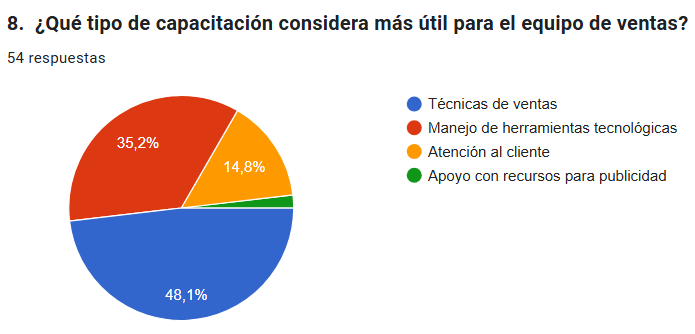 8. ¿Qué tipo de capacitación considera más útil para el equipo de ventas?
54 respuestas
Técnicas de ventas
Manejo de herramientas tecnológicas
Atención al cliente
Apoyo con recursos para publicidad
35,2%
14,8%
48,1%